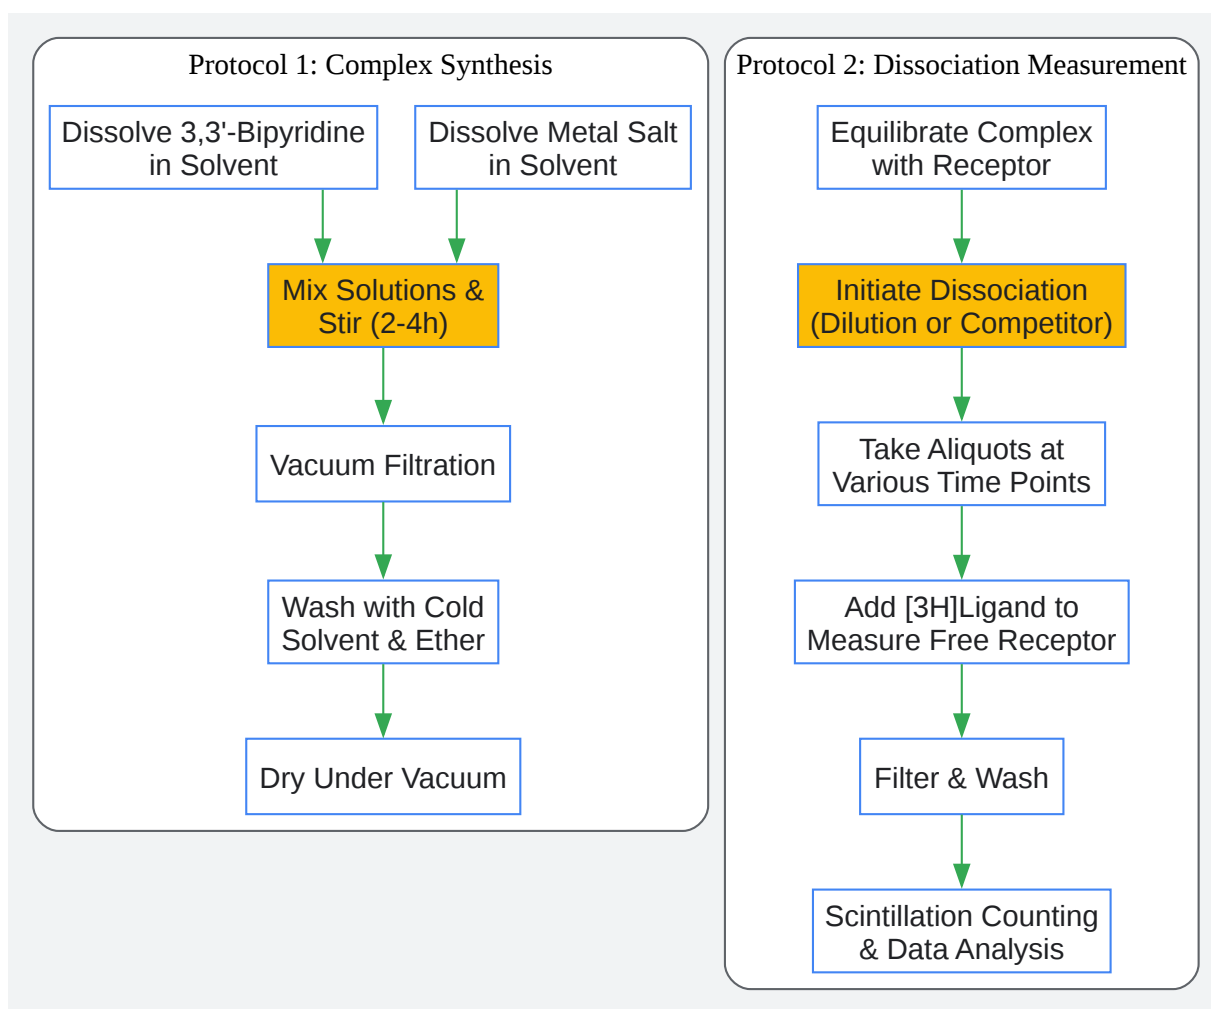 Protocol 1: Complex Synthesis
Dissolve 3,3'-Bipyridine
in Solvent
Dissolve Metal Salt
in Solvent
Mix Solutions &
Stir (2-4h)
Vacuum Filtration
Wash with Cold
Solvent & Ether
Dry Under Vacuum
Protocol 2: Dissociation Measurement
Equilibrate Complex
with Receptor
Initiate Dissociation
(Dilution or Competitor)
Take Aliquots at
Various Time Points
Add [3H]Ligand to
Measure Free Receptor
Filter & Wash
Scintillation Counting
& Data Analysis